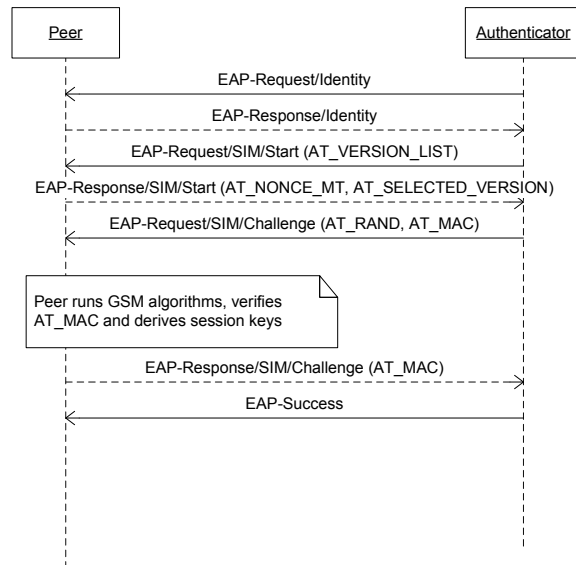 Peer
Authenticator
EAP-Request/Identity
EAP-Response/Identity
EAP-Request/SIM/Start (AT_VERSION_LIST)
EAP-Response/SIM/Start (AT_NONCE_MT, AT_SELECTED_VERSION)
EAP-Request/SIM/Challenge (AT_RAND, AT_MAC)
Peer runs GSM algorithms, verifies
AT_MAC and derives session keys
EAP-Response/SIM/Challenge (AT_MAC)
EAP-Success